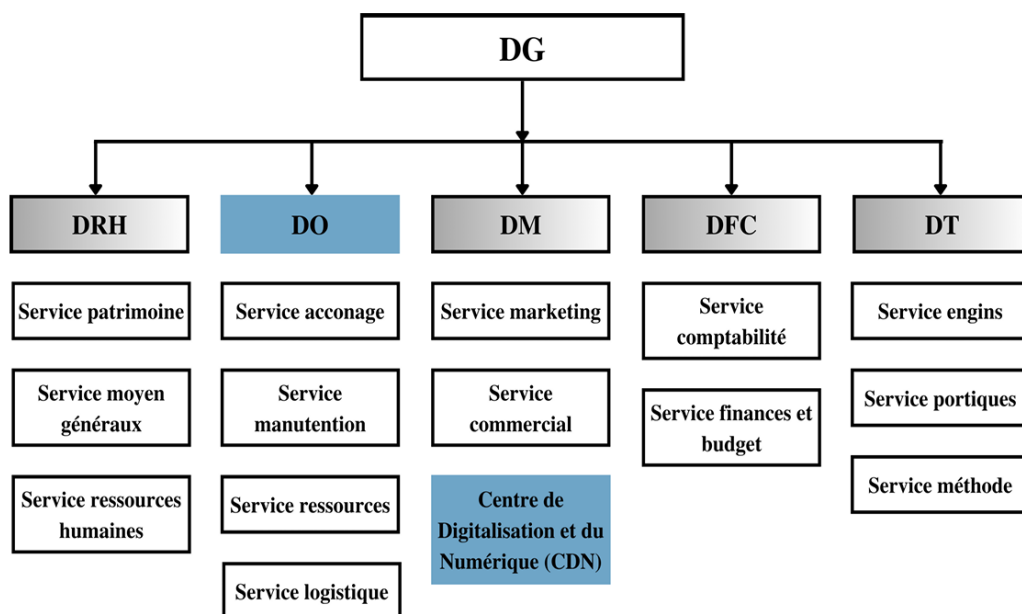 DG
DRH
DO
DM
DFC
DT
Service patrimoine
Service moyen
généraux
Service ressources
humaines
Service acconage
Service
manutention
Service ressources
Service logistique
Service marketing
Service
commercial
Centre de
Digitalisation et du
Numérique (CDN)
Service
comptabilité
Service finances et
budget
Service engins
Service portiques
Service méthode